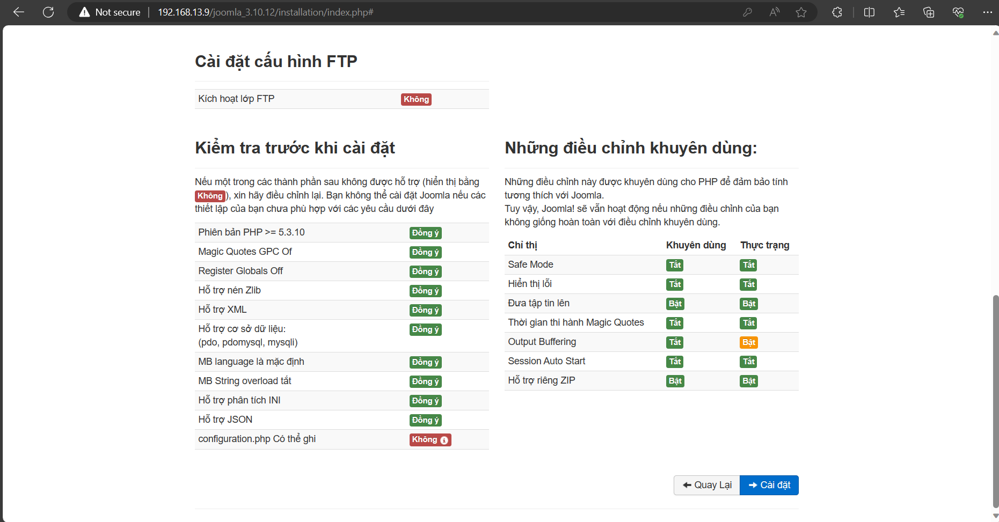 Not secure
192.168.13.9/joomla_3.10.12/installation/index.php#
Cài đặt cấu hình FTP
Kích hoạt lớp FTP Không
Kiểm tra trước khi cài đặt
Nếu một trong các thành phần sau không được hỗ trợ (hiển thị bằng
Không), xin hãy điều chỉnh lại. Bạn không thể cài đặt Joomla nếu các
thiết lập của bạn chưa phù hợp với các yêu cầu dưới đây
Phiên bản PHP >= 5.3.10 Đồng ý
Magic Quotes GPC Of Đồng ý
Register Globals Off Đồng ý
Hỗ trợ nén Zlib Đồng ý
Hỗ trợ XML Đồng ý
Hỗ trợ cơ sở dữ liệu: Đồng ý
(pdo, pdomysql, mysqli)
MB language là mặc định Đồng ý
MB String overload tắt Đồng ý
Hỗ trợ phân tích INI Đồng ý
Hỗ trợ JSON Đồng ý
configuration.php Có thể ghi Không
Những điều chỉnh khuyên dùng:
Những điều chỉnh này được khuyên dùng cho PHP để đảm bảo tính
tương thích với Joomla.
Tuy vậy, Joomla! sẽ vẫn hoạt động nếu những điều chỉnh của bạn
không giống hoàn toàn với điều chỉnh khuyên dùng.
Chỉ thị Khuyên dùng Thực trạng
Safe Mode Tắt Tắt
Hiển thị lỗi Tắt Tắt
Đưa tập tin lên Bật Bật
Thời gian thi hành Magic Quotes Tắt Tắt
Output Buffering Tắt Bật
Session Auto Start Tắt Tắt
Hỗ trợ riêng ZIP Bật Bật
Quay Lại Cài đặt